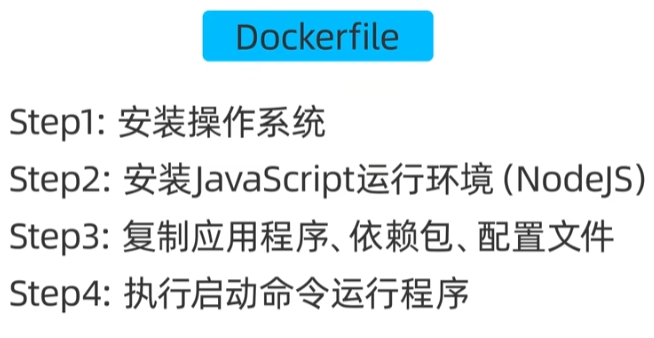 Dockerfile
Step1: 安装操作系统
Step2: 安装JavaScript运行环境(NodeJS)
Step3: 复制应用程序、依赖包、配置文件
Step4: 执行启动命令运行程序